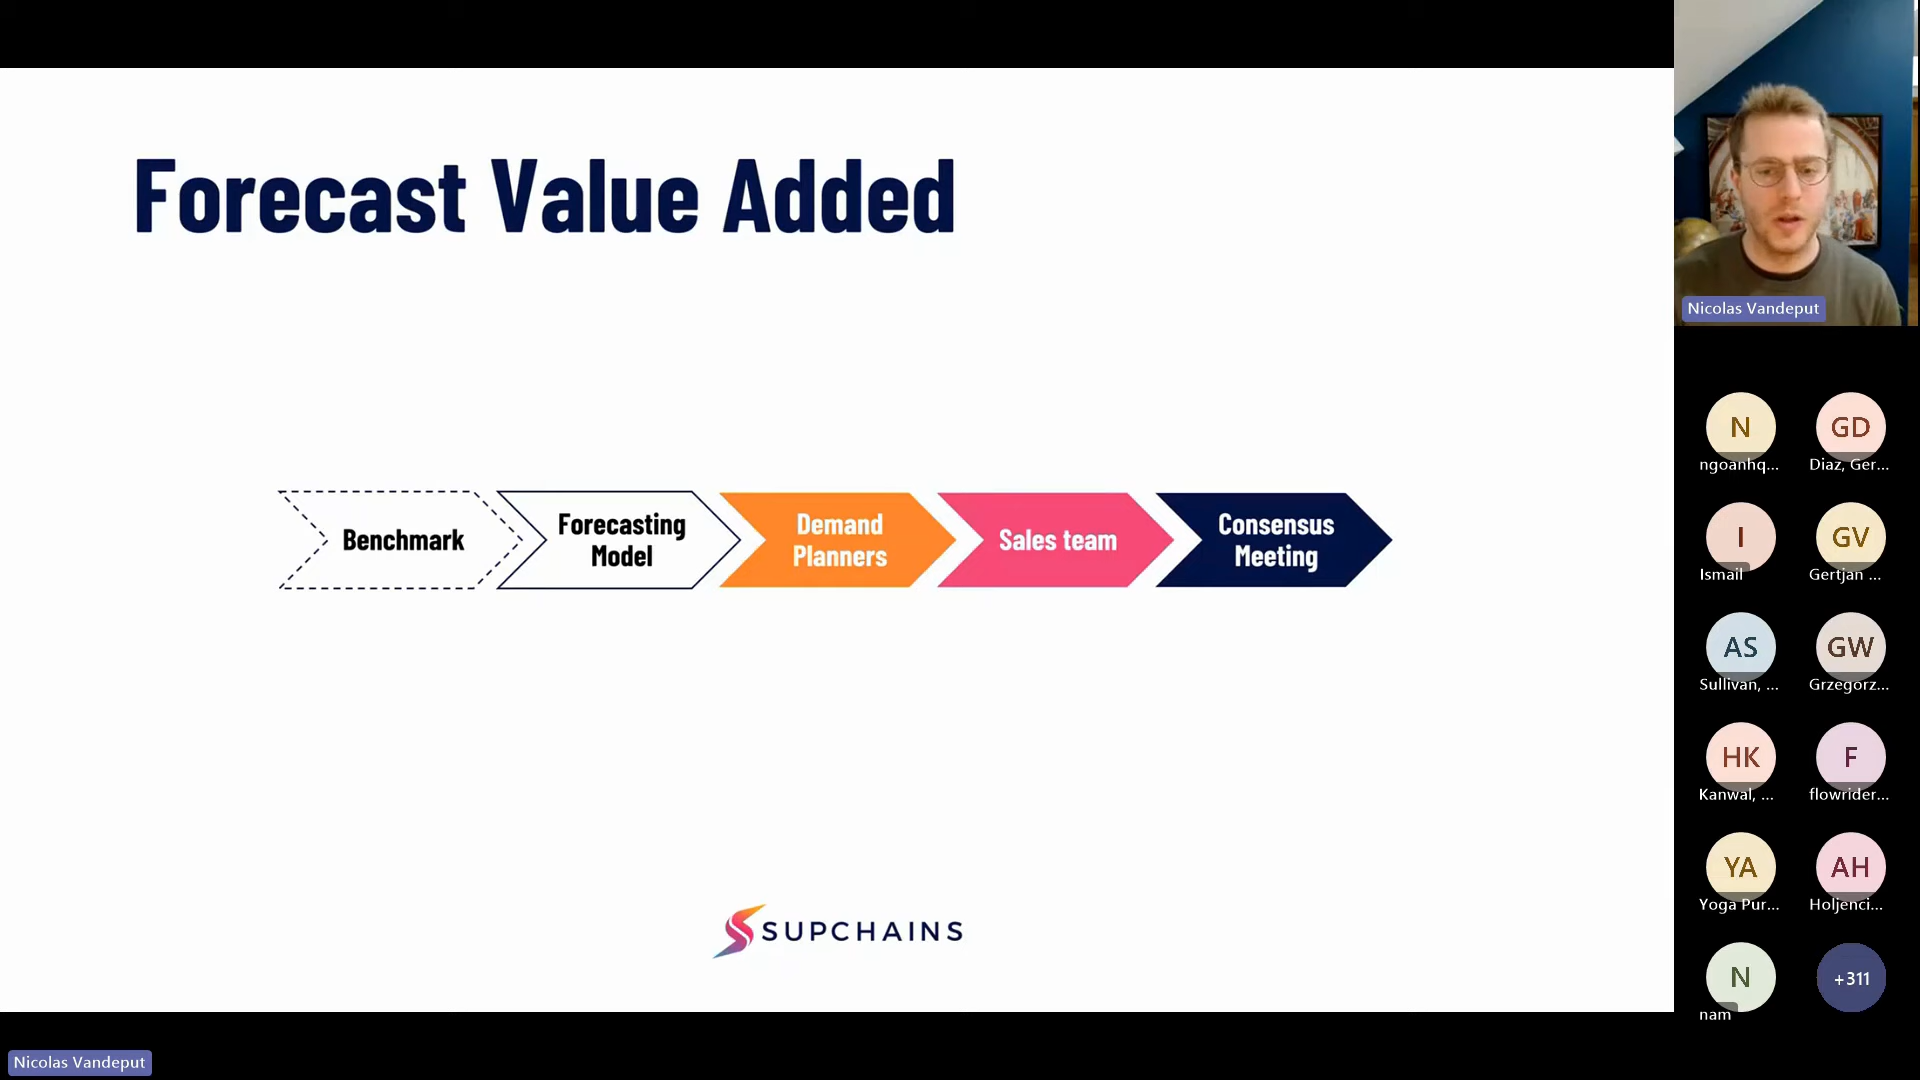 Forecast Value Added
Benchmark
Forecasting
Model
Demand
Planners
Sales team
Consensus
Meeting
SUPCHAINS
Nicolas Vandeput
N
ngoanhq...
GD
Diaz, Ger...
I
Ismail
GV
Gertjan ...
AS
Sullivan, ...
GW
Grzegorz...
HK
Kanwal, ...
F
flowrider...
YA
Yoga Pur...
AH
Holjenci...
N
nam
+311
Nicolas Vandeput